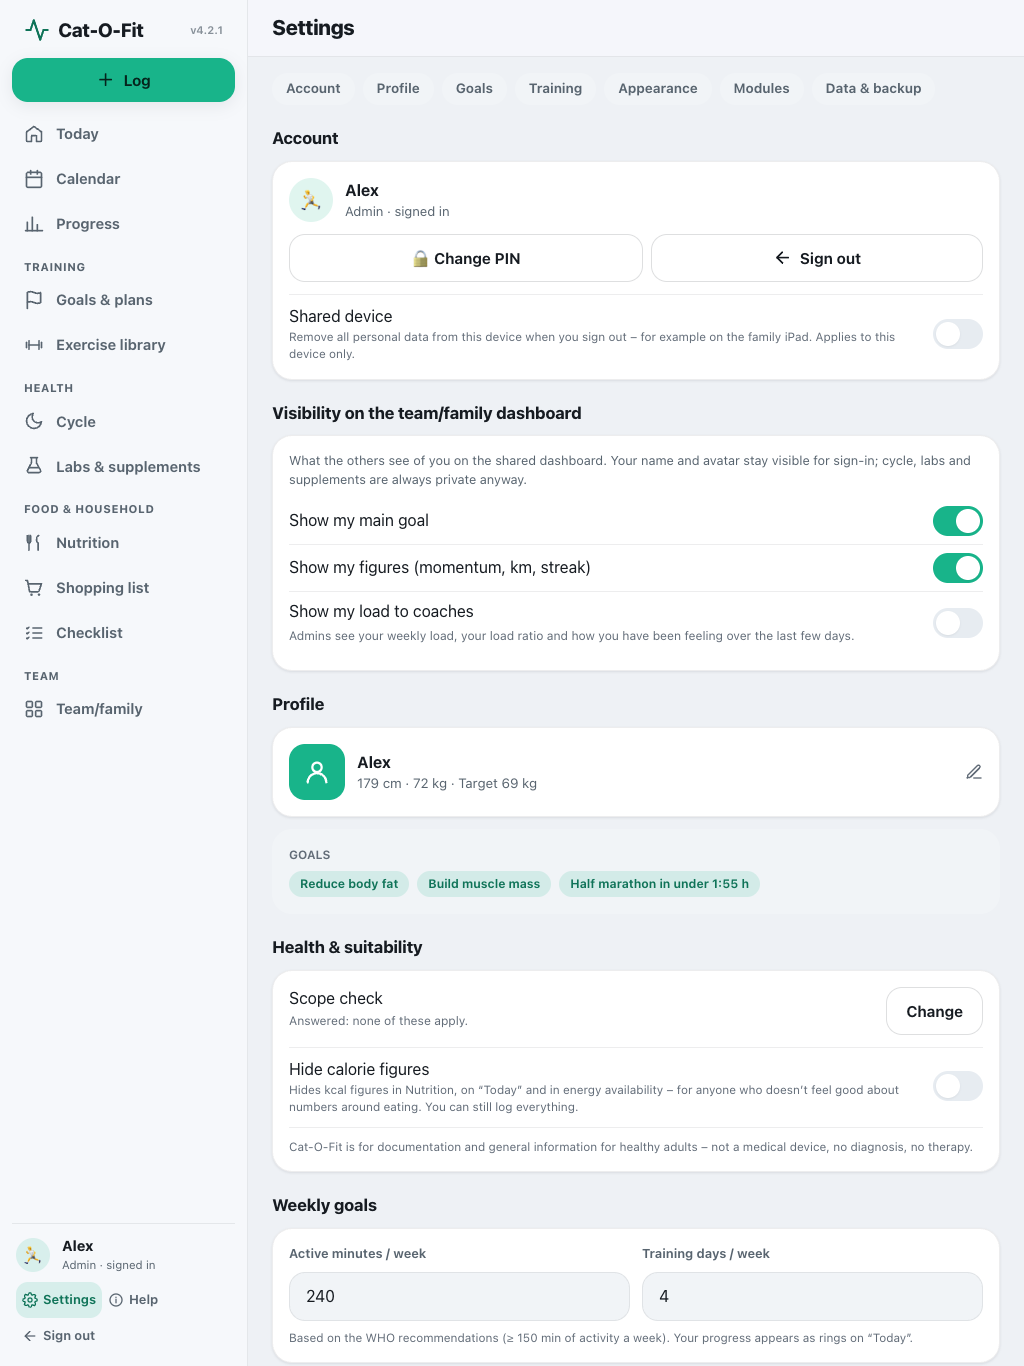 Cat-O-Fit
v4.2.1
Log
Today
Calendar
Progress
TRAINING
Goals & plans
Exercise library
HEALTH
Cycle
Labs & supplements
FOOD & HOUSEHOLD
Nutrition
Shopping list
Checklist
TEAM
Team/family
Alex
Admin · signed in
Settings
Help
Sign out
Settings
Account
Profile
Goals
Training
Appearance
Modules
Data & backup
Account
Alex
Admin · signed in
Change PIN
Sign out
Shared device
Remove all personal data from this device when you sign out – for example on the family iPad. Applies to this
device only.
Visibility on the team/family dashboard
What the others see of you on the shared dashboard. Your name and avatar stay visible for sign-in; cycle, labs and
supplements are always private anyway.
Show my main goal
Show my figures (momentum, km, streak)
Show my load to coaches
Admins see your weekly load, your load ratio and how you have been feeling over the last few days.
Profile
Alex
179 cm · 72 kg · Target 69 kg
GOALS
Reduce body fat
Build muscle mass
Half marathon in under 1:55 h
Health & suitability
Scope check
Answered: none of these apply.
Change
Hide calorie figures
Hides kcal figures in Nutrition, on “Today” and in energy availability – for anyone who doesn’t feel good about
numbers around eating. You can still log everything.
Cat-O-Fit is for documentation and general information for healthy adults – not a medical device, no diagnosis, no therapy.
Weekly goals
Active minutes / week
Training days / week
240
4
Based on the WHO recommendations (≥ 150 min of activity a week). Your progress appears as rings on “Today”.